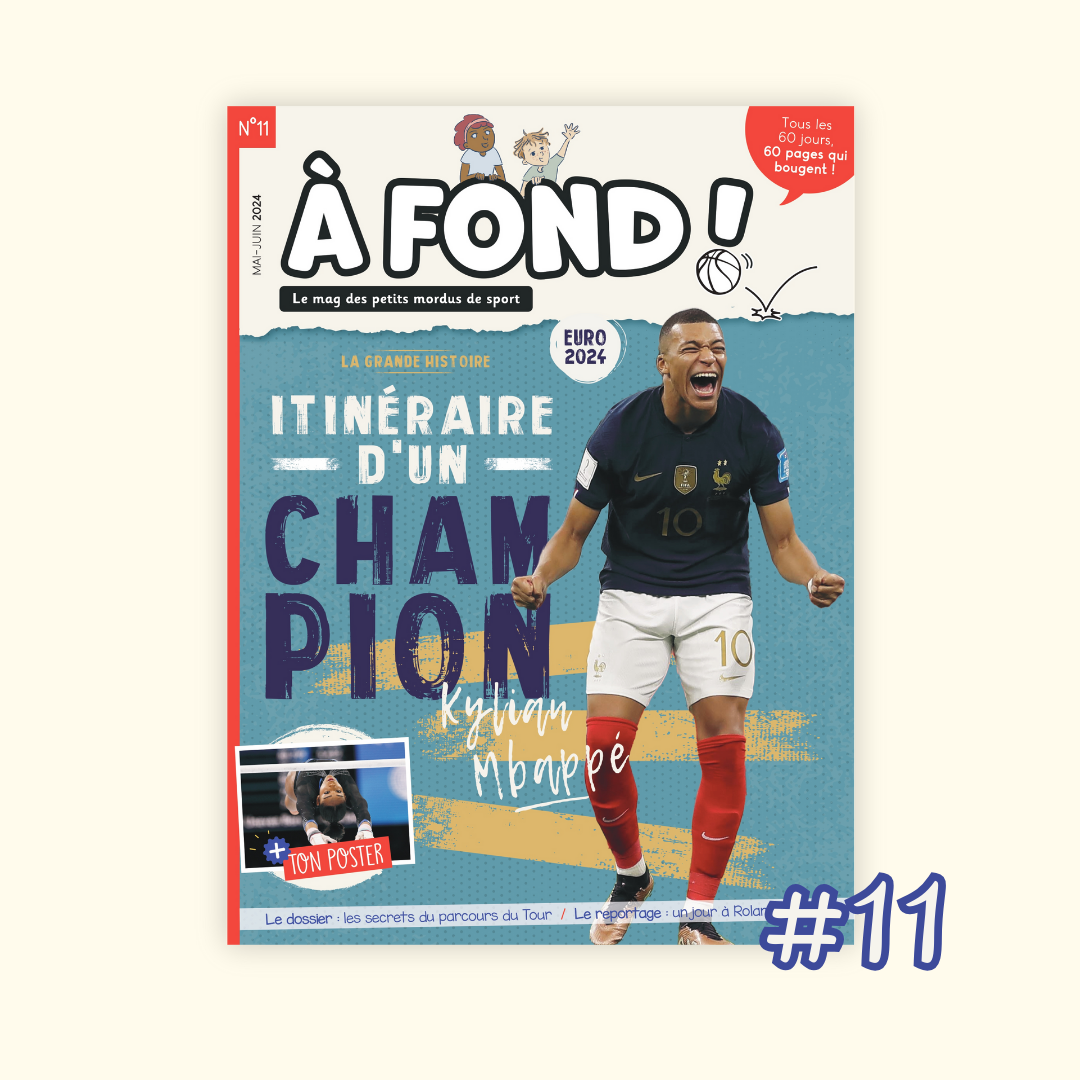 N°11
MAI-JUIN 2024
Tous les
60 jours,
60 pages qui
bougent !
À FOND !
Le mag des petits mordus de sport
EURO
2024
LA GRANDE HISTOIRE
ITINÉRAIRE
D'UN
CHAM
PION
Kylian
Mbappé
FIFA
10
10
+
TON POSTER
Le dossier : les secrets du parcours du Tour / Le reportage : un jour à
#11